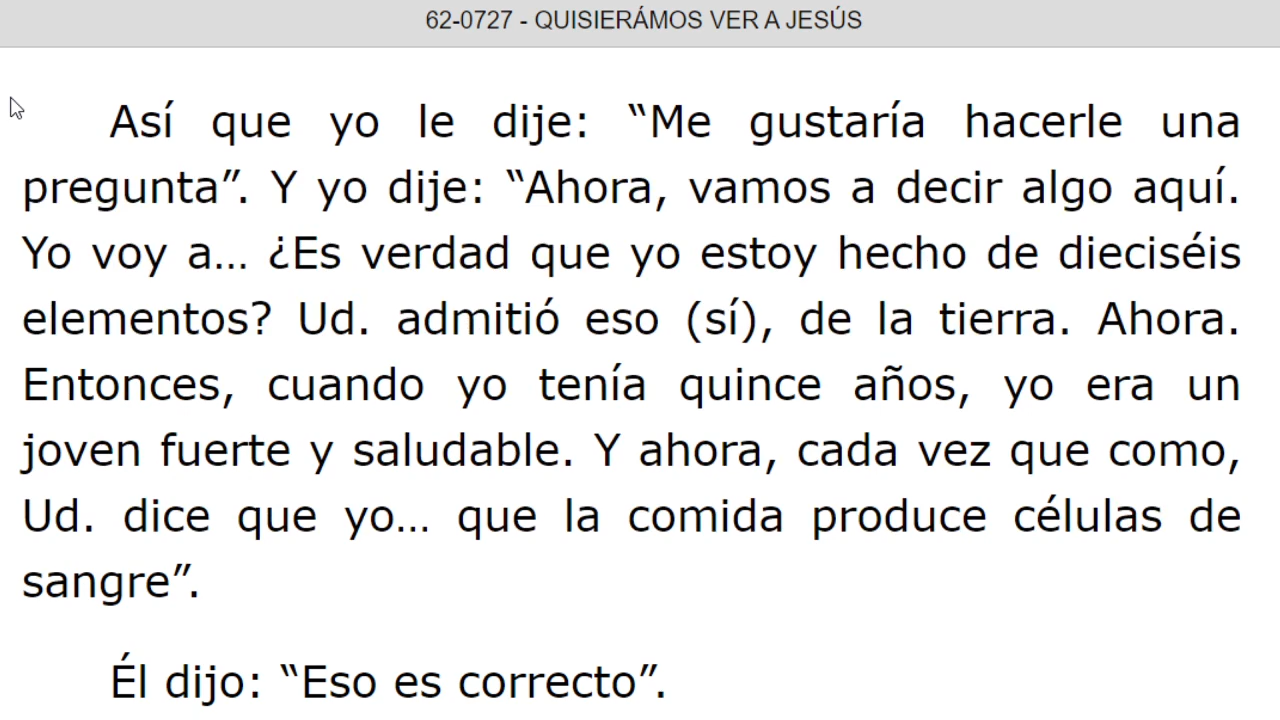 62-0727 - QUISIERÁMOS VER A JESÚS
Así que yo le dije: “Me gustaría hacerle una
pregunta”. Y yo dije: “Ahora, vamos a decir algo aquí.
Yo voy a… ¿Es verdad que yo estoy hecho de dieciséis
elementos? Ud. admitió eso (sí), de la tierra. Ahora.
Entonces, cuando yo tenía quince años, yo era un
joven fuerte y saludable. Y ahora, cada vez que como,
Ud. dice que yo… que la comida produce células de
sangre”.
Él dijo: “Eso es correcto”.